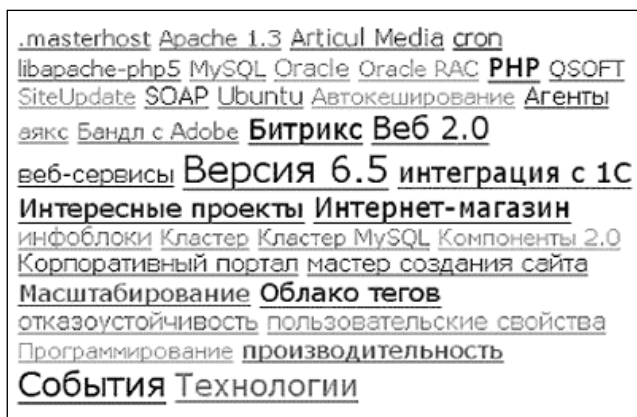 .masterhost Apache 1.3 Articul Media cron
libapache-php5 MySQL Oracle Oracle RAC PHP QSOFT
SiteUpdate SOAP Ubuntu Автокеширование Агенты
аякс Бандл с Adobe Битрикс Веб 2.0
веб-сервисы Версия 6.5 интеграция с 1С
Интересные проекты Интернет-магазин
инфоблоки Кластер Кластер MySQL Компоненты 2.0
Корпоративный портал мастер создания сайта
Масштабирование Облако тегов
отказоустойчивость пользовательские свойства
Программирование производительность
События Технологии